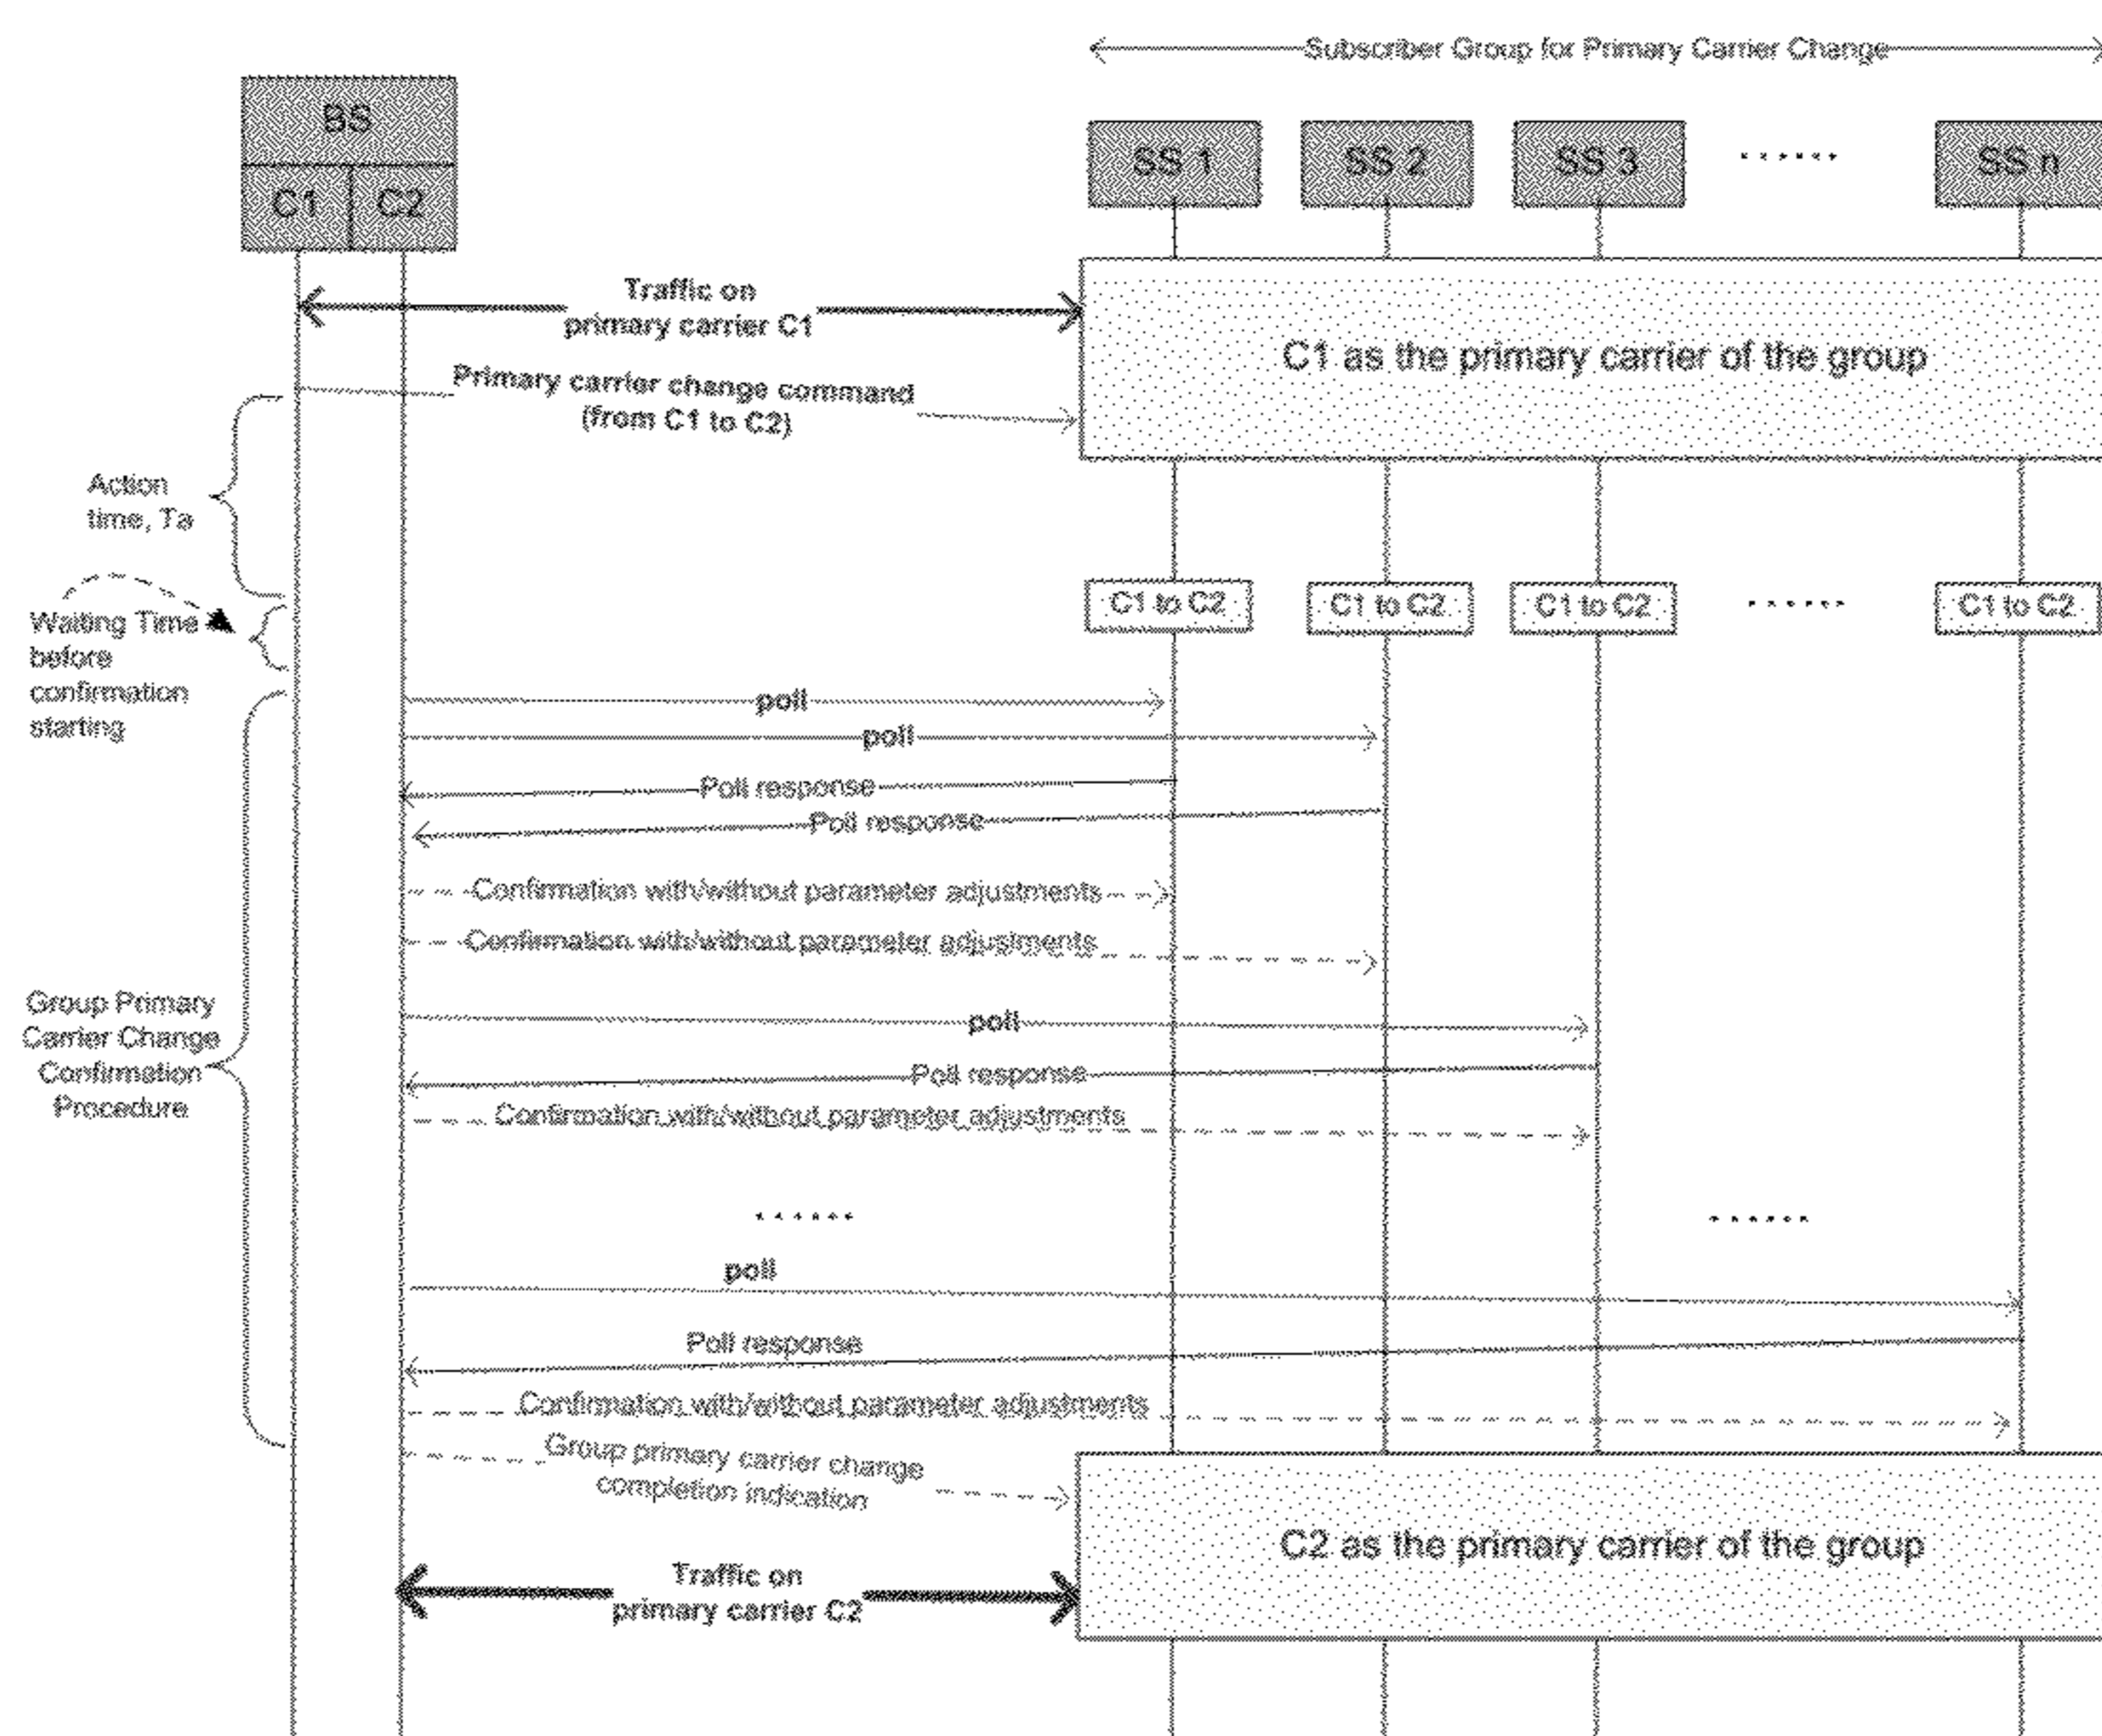 Subscriber Group for Primary Carrier Change
BS
C1 C2
SS 1 SS 2 SS 3 ...... SS n
Traffic on
primary carrier C1
C1 as the primary carrier of the group
Primary carrier change command
(from C1 to C2)
Action
time, Ta
C1 to C2 C1 to C2 C1 to C2 ...... C1 to C2
Waiting Time
before
confirmation
starting
poll
poll
Poll response
Poll response
Confirmation with/without parameter adjustments
Confirmation with/without parameter adjustments
Group Primary
Carrier Change
Confirmation
Procedure
poll
Poll response
Confirmation with/without parameter adjustments
...... ......
poll
Poll response
Confirmation with/without parameter adjustments
Group primary carrier change
completion indication
C2 as the primary carrier of the group
Traffic on
primary carrier C2